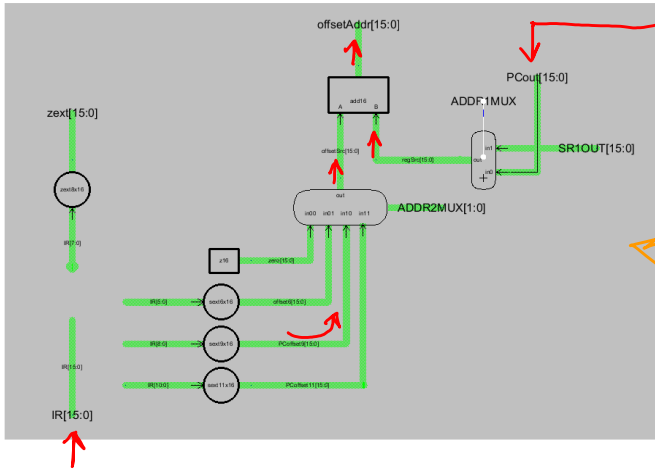 offsetAddr[15:0]
PCout[15:0]
add16
A B
ADDR1MUX
zext[15:0]
offsetSrc[15:0]
in1
SR1OUT[15:0]
out
regSrc[15:0]
in0
zext8x16
out
ADDR2MUX[1:0]
in00 in01 in10 in11
IR[7:0]
z16
zero[15:0]
IR[5:0]
sext6x16
offset6[15:0]
IR[8:0]
sext9x16
PCoffset9[15:0]
IR[15:0]
IR[10:0]
sext11x16
PCoffset11[15:0]
IR[15:0]